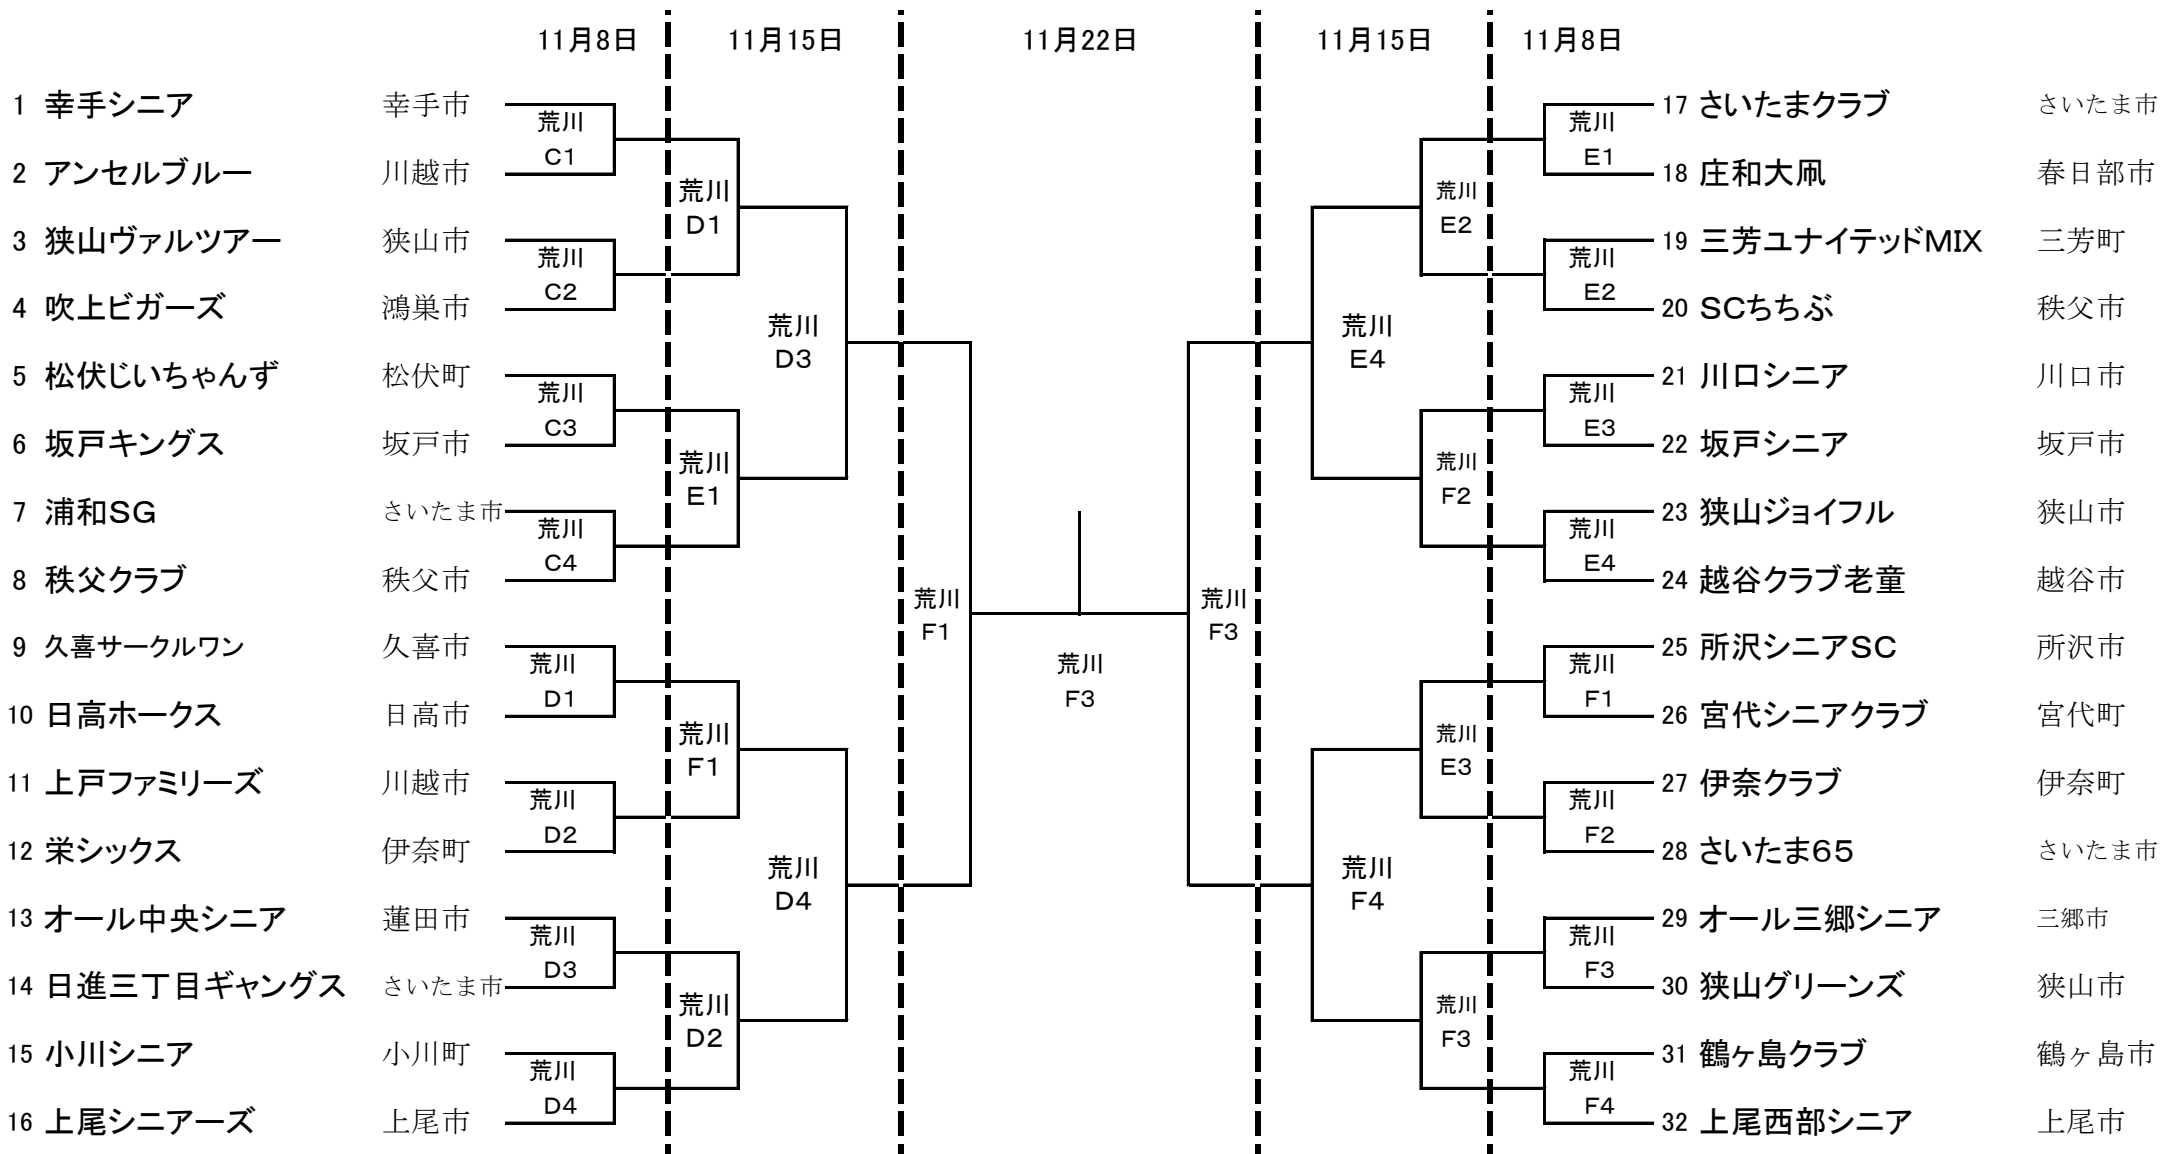 11月8日 11月15日 11月22日 11月15日 11月8日
1 幸手シニア 幸手市 17 さいたまクラブ さいたま市
荒川 荒川
C1 E1
2 アンセルブルー 川越市 18 庄和大凧 春日部市
荒川 荒川
D1 E2
3 狭山ヴァルツアー 狭山市 19 三芳ユナイテッドMIX 三芳町
荒川 荒川
C2 E2
4 吹上ビガーズ 鴻巣市 20 SCちちぶ 秩父市
荒川 荒川
D3 E4
5 松伏じいちゃんず 松伏町 21 川口シニア 川口市
荒川 荒川
C3 E3
6 坂戸キングス 坂戸市 22 坂戸シニア 坂戸市
荒川 荒川
E1 F2
7 浦和SG さいたま市 23 狭山ジョイフル 狭山市
荒川 荒川
C4 E4
8 秩父クラブ 秩父市 24 越谷クラブ老童 越谷市
荒川 荒川
F1 F3
9 久喜サークルワン 久喜市 25 所沢シニアSC 所沢市
荒川 荒川 荒川
D1 F3 F1
10 日高ホークス 日高市 26 宮代シニアクラブ 宮代町
荒川 荒川
F1 E3
11 上戸ファミリーズ 川越市 27 伊奈クラブ 伊奈町
荒川 荒川
D2 F2
12 栄シックス 伊奈町 28 さいたま65 さいたま市
荒川 荒川
D4 F4
13 オール中央シニア 蓮田市 29 オール三郷シニア 三郷市
荒川 荒川
D3 F3
14 日進三丁目ギャングス さいたま市 30 狭山グリーンズ 狭山市
荒川 荒川
D2 F3
15 小川シニア 小川町 31 鶴ヶ島クラブ 鶴ヶ島市
荒川 荒川
D4 F4
16 上尾シニアーズ 上尾市 32 上尾西部シニア 上尾市